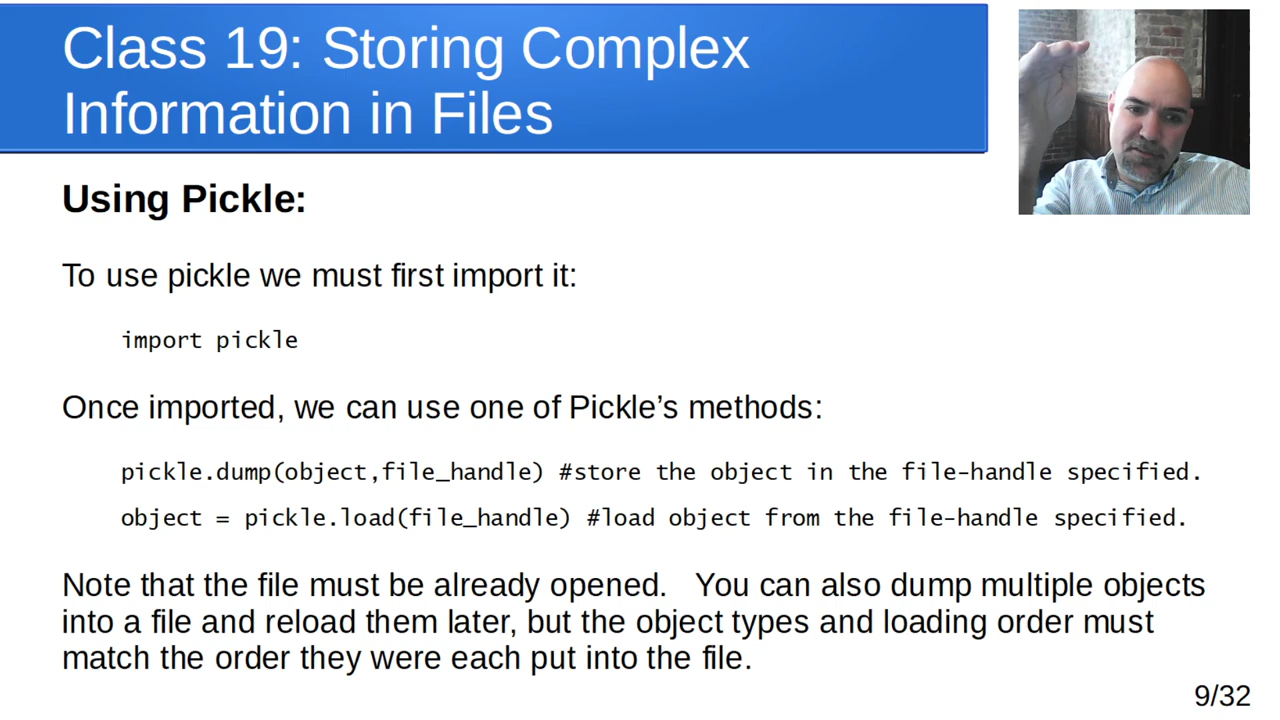 Class 19: Storing Complex
Information in Files
Using Pickle:
To use pickle we must first import it:
import pickle
Once imported, we can use one of Pickle’s methods:
pickle.dump(object,file_handle) #store the object in the file-handle specified.
object = pickle.load(file_handle) #load object from the file-handle specified.
Note that the file must be already opened.   You can also dump multiple objects
into a file and reload them later, but the object types and loading order must
match the order they were each put into the file.
9/32